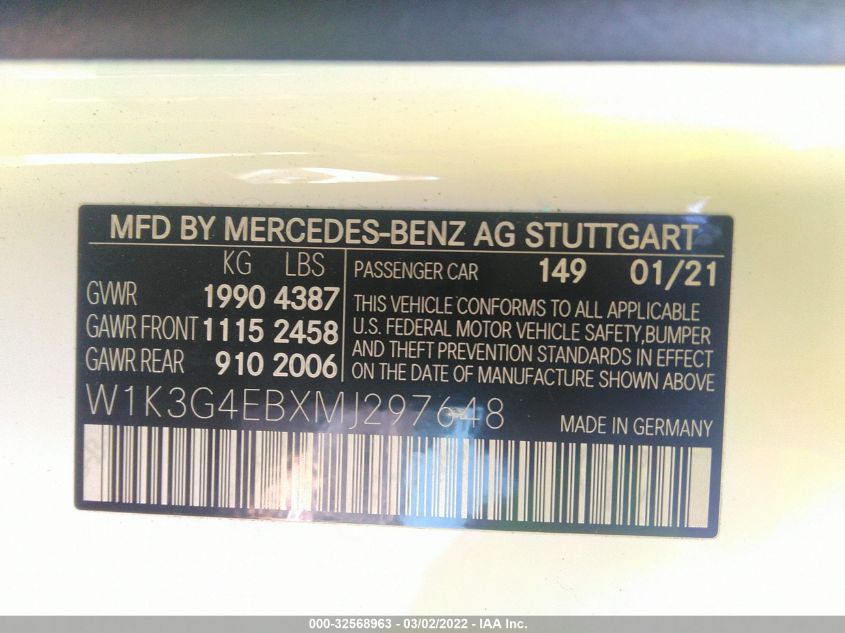 MFD BY MERCEDES-BENZ AG STUTTGART
KG LBS
GVWR 1990 4387
GAWR FRONT 1115 2458
GAWR REAR 910 2006
PASSENGER CAR 149 01/21
THIS VEHICLE CONFORMS TO ALL APPLICABLE
U.S. FEDERAL MOTOR VEHICLE SAFETY,BUMPER
AND THEFT PREVENTION STANDARDS IN EFFECT
ON THE DATE OF MANUFACTURE SHOWN ABOVE
W1K3G4EBXMJ297648
MADE IN GERMANY
000-32568963 - 03/02/2022 - IAA Inc.